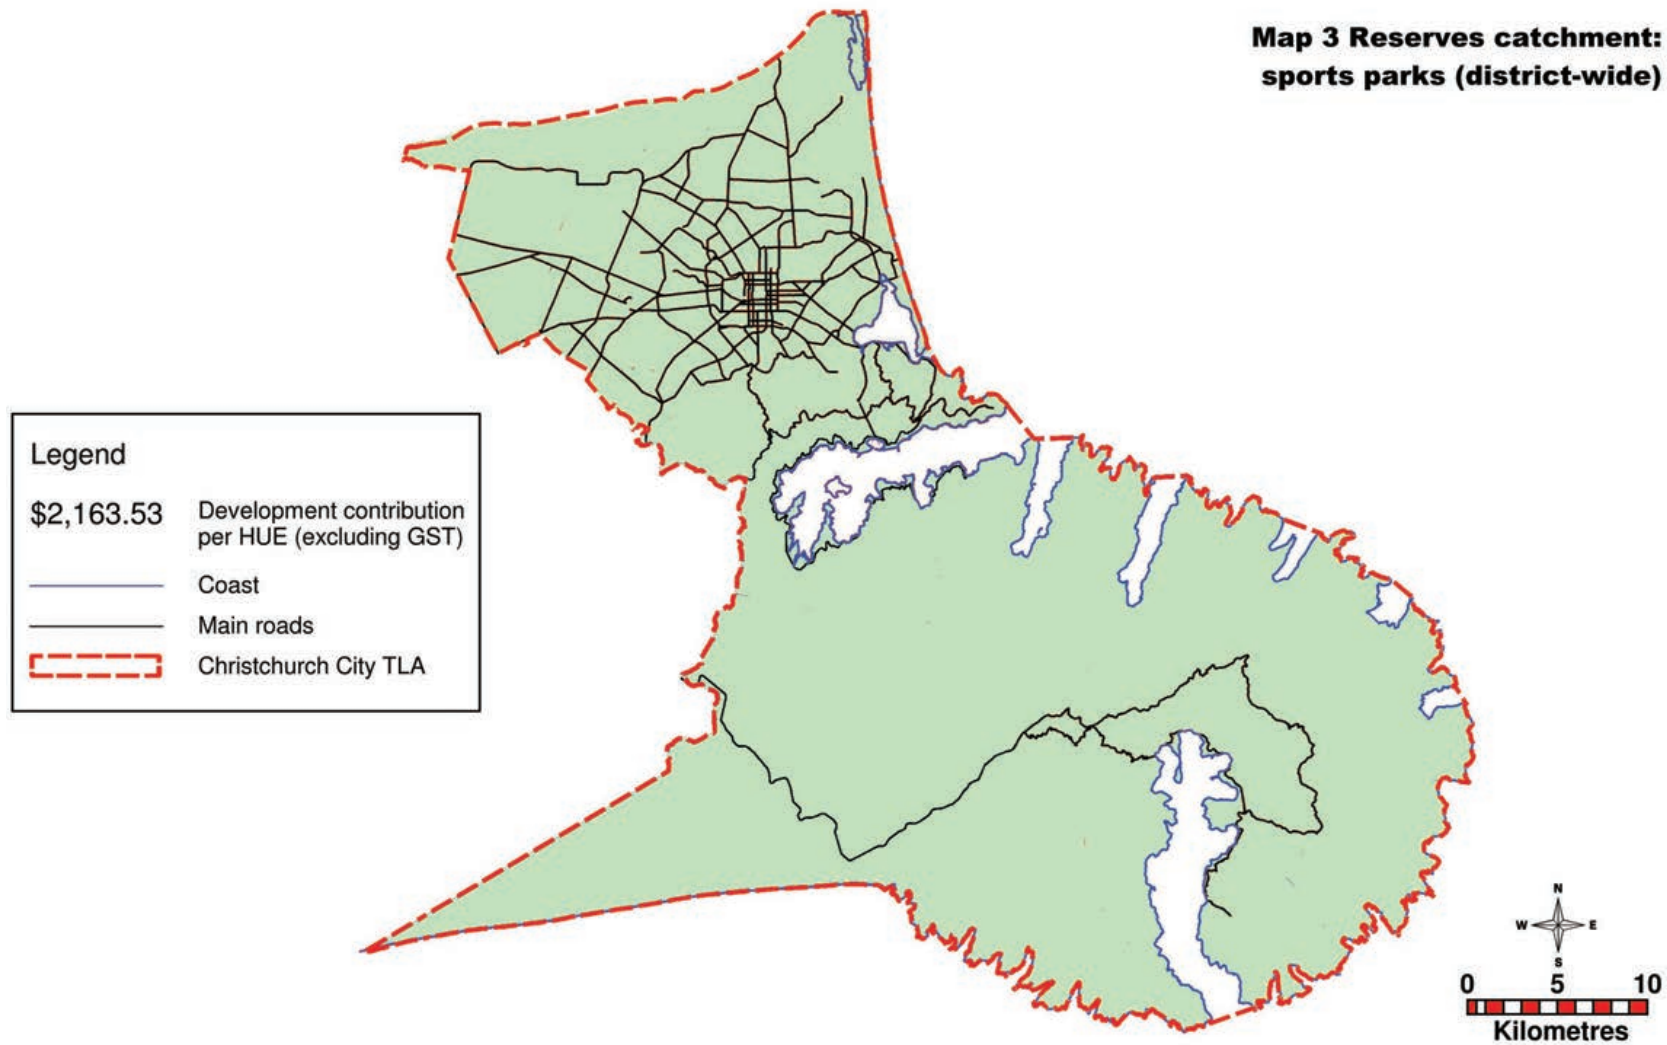 Map 3 Reserves catchment:
sports parks (district-wide)
Legend
$2,163.53 Development contribution
per HUE (excluding GST)
Coast
Main roads
Christchurch City TLA
N
W E
S
0 5 10
Kilometres